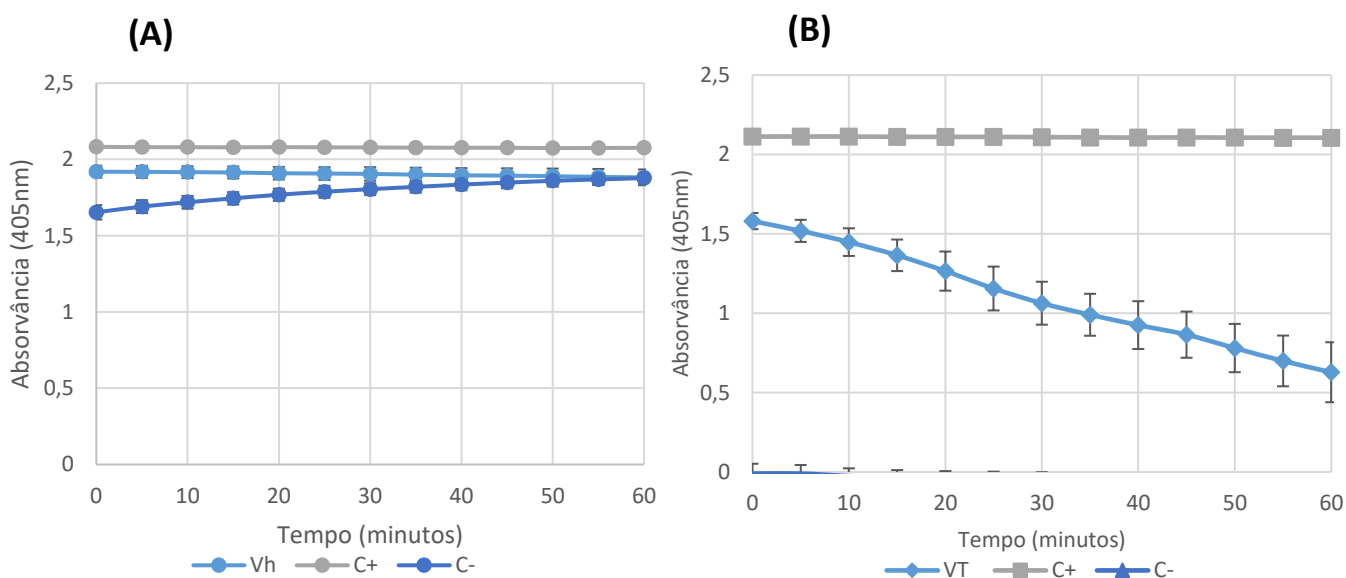 (A)
2,5
2
1,5
1
0,5
0
Absorvância (405nm)
0 10 20 30 40 50 60
Tempo (minutos)
Vh C+ C-
(B)
2,5
2
1,5
1
0,5
0
Absorvância (405nm)
0 10 20 30 40 50 60
Tempo (minutos)
VT C+ C-